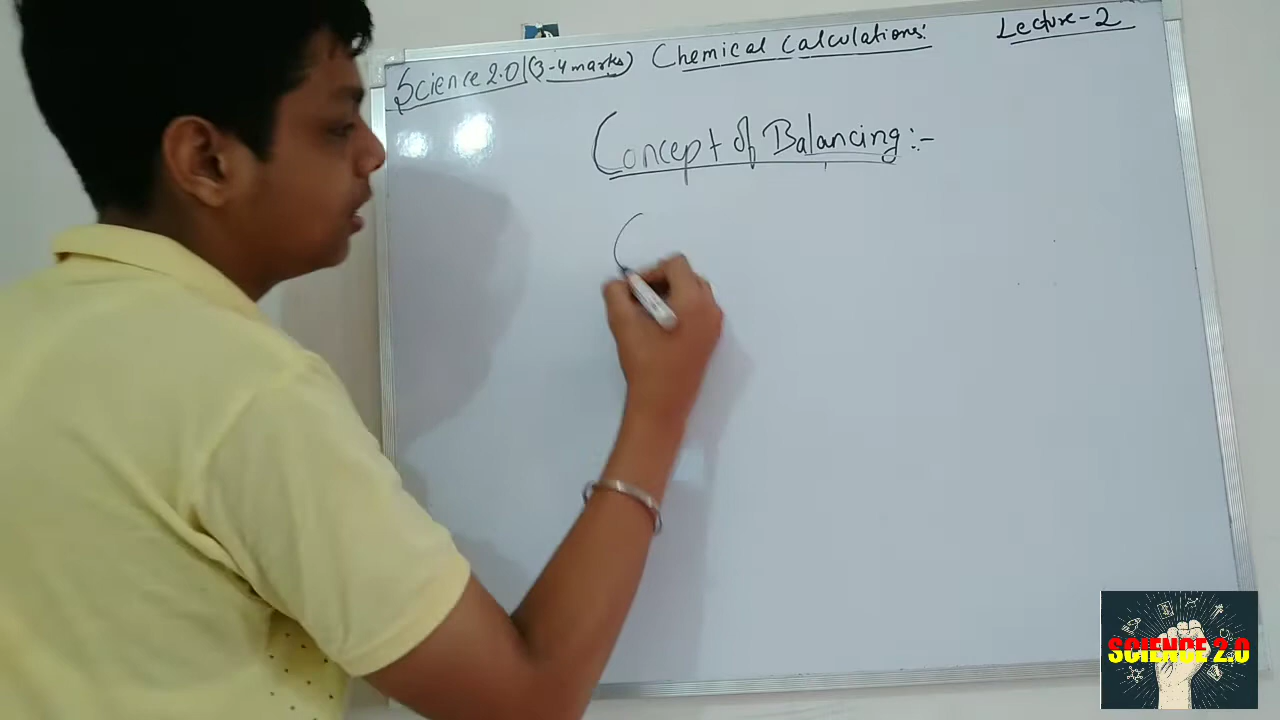 Science 2.0 | (3-4 marks) Chemical Calculations: Lecture-2
Concept of Balancing:-
SCIENCE 2.0